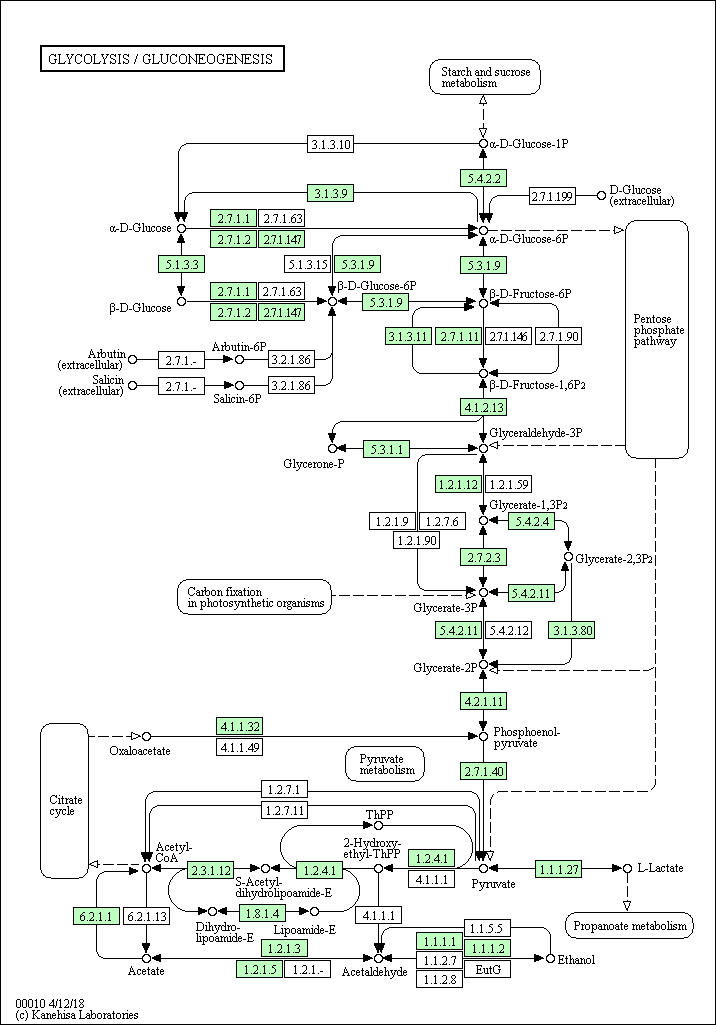 GLYCOLYSIS / GLUCONEOGENESIS
Starch and sucrose
metabolism
3.1.3.10
α-D-Glucose-1P
5.4.2.2
3.1.3.9
2.7.1.199
D-Glucose
(extracellular)
α-D-Glucose
2.7.1.1
2.7.1.63
2.7.1.2
2.7.1.147
α-D-Glucose-6P
5.1.3.3
5.1.3.15
5.3.1.9
5.3.1.9
β-D-Glucose-6P
β-D-Glucose
2.7.1.1
2.7.1.63
2.7.1.2
2.7.1.147
5.3.1.9
β-D-Fructose-6P
Pentose
phosphate
pathway
3.1.3.11
2.7.1.11
2.7.1.146
2.7.1.90
Arbutin
(extracellular)
2.7.1.-
Arbutin-6P
3.2.1.86
Salicin
(extracellular)
2.7.1.-
Salicin-6P
3.2.1.86
β-D-Fructose-1,6P2
4.1.2.13
Glyceraldehyde-3P
Glycerone-P
5.3.1.1
1.2.1.12
1.2.1.59
Glycerate-1,3P2
1.2.1.9
1.2.7.6
1.2.1.90
5.4.2.4
2.7.2.3
Glycerate-2,3P2
Carbon fixation
in photosynthetic organisms
5.4.2.11
Glycerate-3P
5.4.2.11
5.4.2.12
3.1.3.80
Glycerate-2P
4.2.1.11
Oxaloacetate
4.1.1.32
4.1.1.49
Phosphoenol-
pyruvate
Citrate
cycle
Pyruvate
metabolism
2.7.1.40
1.2.7.1
1.2.7.11
ThPP
Acetyl-
CoA
2-Hydroxy-
ethyl-ThPP
2.3.1.12
1.2.4.1
1.2.4.1
4.1.1.1
Pyruvate
1.1.1.27
L-Lactate
S-Acetyl-
dihydrolipoamide-E
6.2.1.1
6.2.1.13
1.8.1.4
Dihydro-
lipoamide-E
Lipoamide-E
4.1.1.1
Propanoate metabolism
1.1.5.5
1.2.1.3
1.1.1.1
1.1.1.2
Acetate
1.2.1.5
1.2.1.-
Acetaldehyde
1.1.2.7
EutG
1.1.2.8
Ethanol
00010 4/12/18
(c) Kanehisa Laboratories